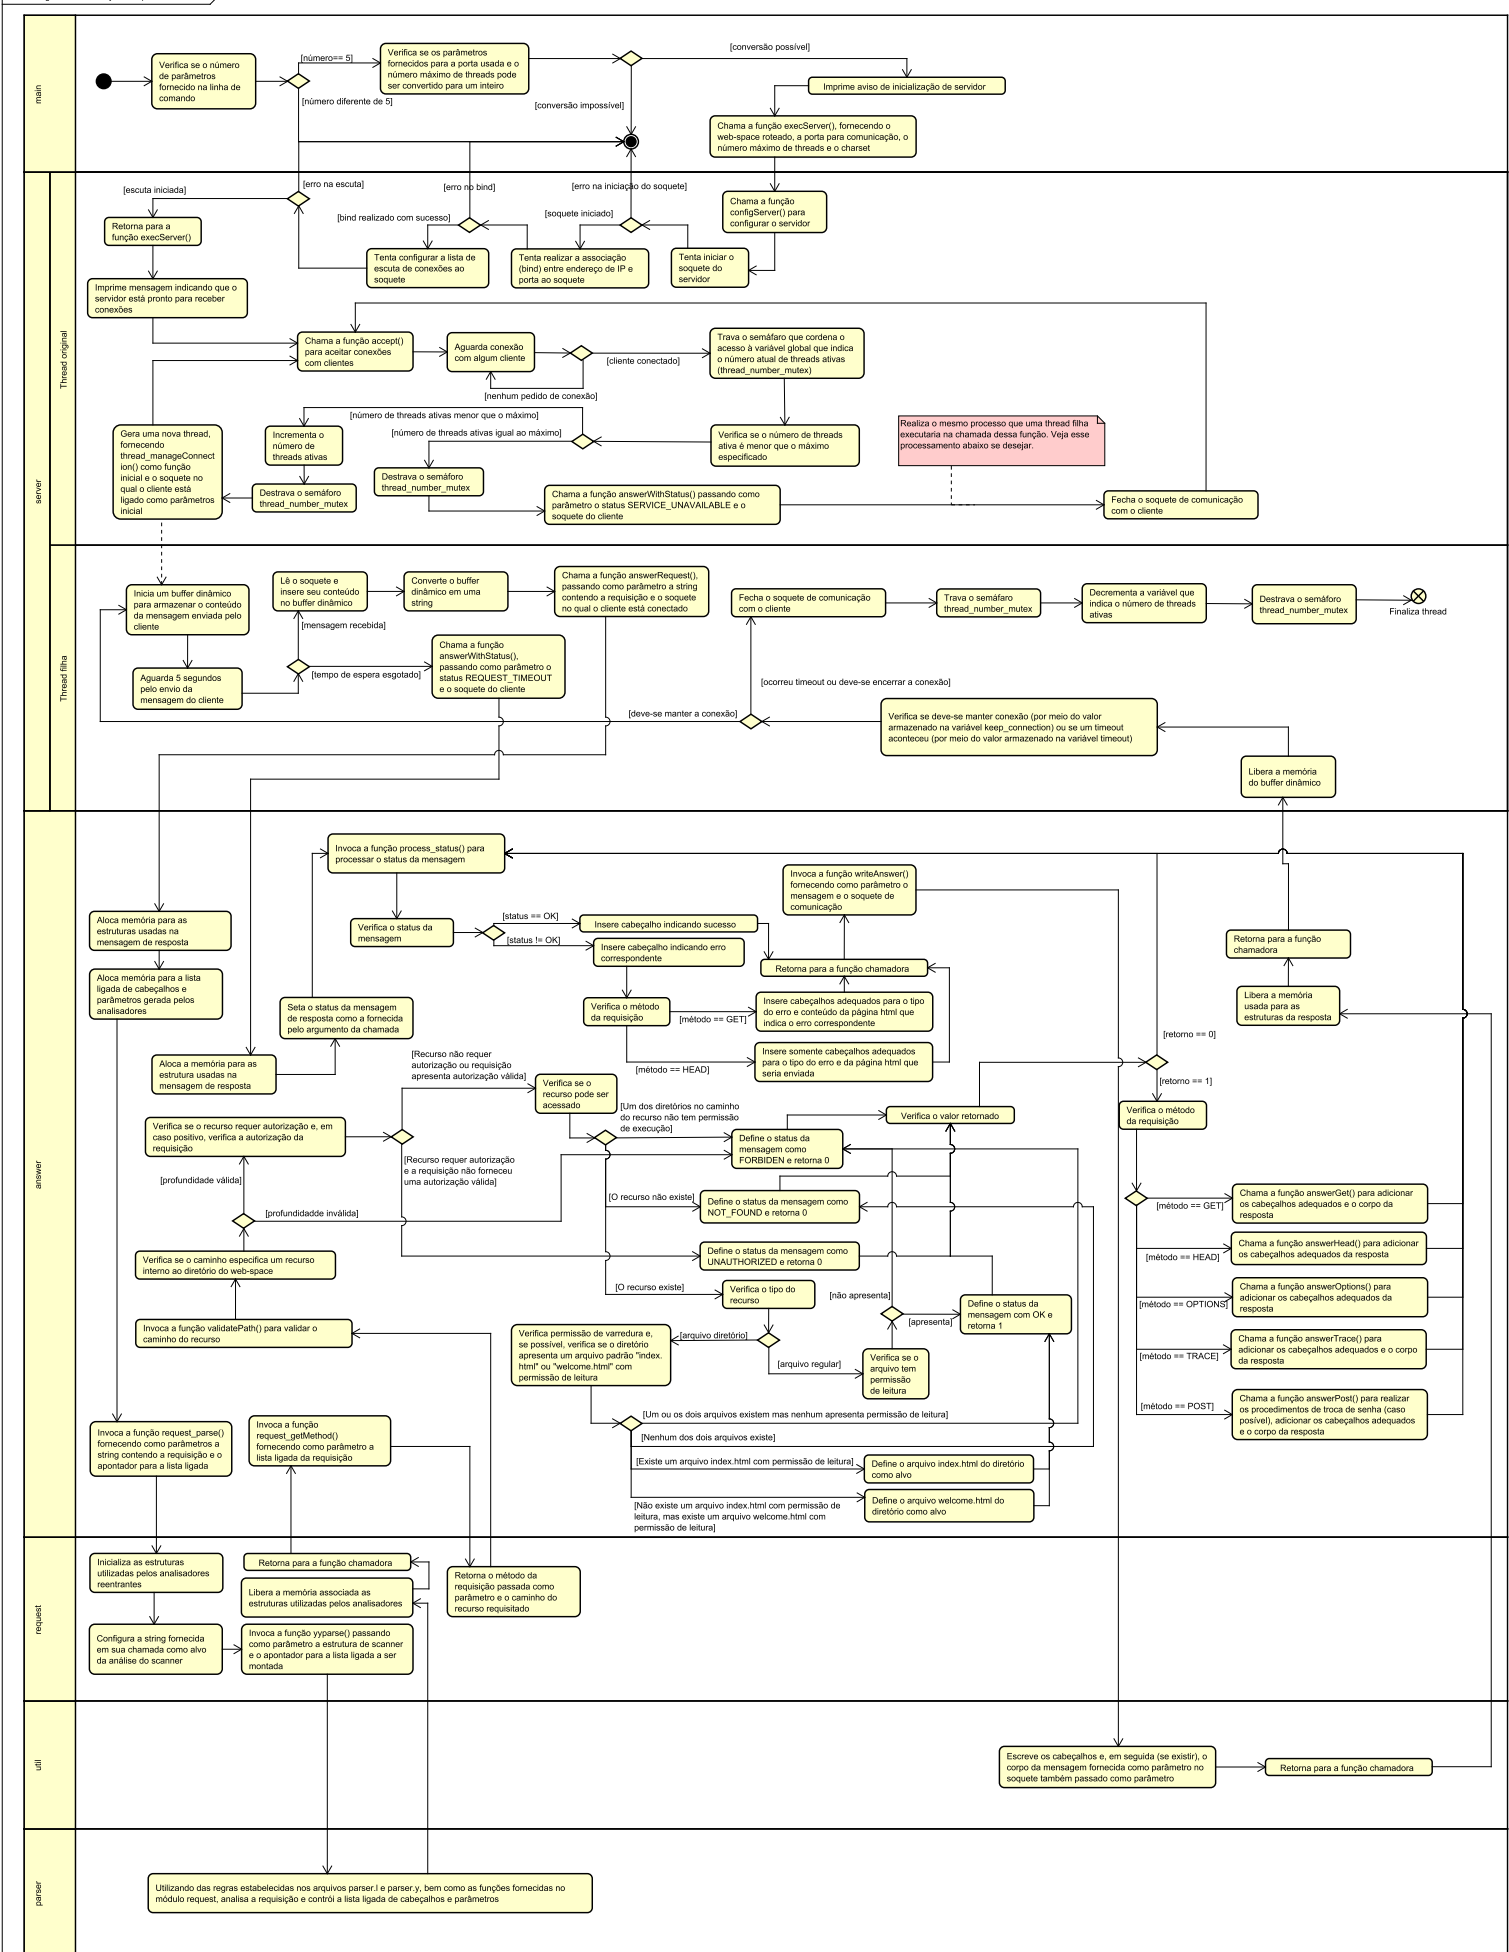 main
Verifica se o número
de parâmetros
fornecido na linha de
comando
[número== 5]
[número diferente de 5]
Verifica se os parâmetros
fornecidos para a porta usada e o
número máximo de threads pode
ser convertido para um inteiro
[conversão possível]
[conversão impossível]
Imprime aviso de inicialização de servidor
Chama a função execServer(), fornecendo o
web-space roteado, a porta para comunicação, o
número máximo de threads e o charset
server
Thread original
[escuta iniciada]
[erro na escuta]
[erro no bind]
[erro na iniciação do soquete]
[bind realizado com sucesso]
[soquete iniciado]
Chama a função
configServer() para
configurar o servidor
Retorna para a
função execServer()
Tenta configurar a lista de
escuta de conexões ao
soquete
Tenta realizar a associação
(bind) entre endereço de IP e
porta ao soquete
Tenta iniciar o
soquete do
servidor
Imprime mensagem indicando que o
servidor está pronto para receber
conexões
Chama a função accept()
para aceitar conexões
com clientes
Aguarda conexão
com algum cliente
[cliente conectado]
[nenhum pedido de conexão]
Trava o semáfaro que cordena o
acesso à variável global que indica
o número atual de threads ativas
(thread_number_mutex)
[número de threads ativas menor que o máximo]
[número de threads ativas igual ao máximo]
Verifica se o número de threads
ativa é menor que o máximo
especificado
Realiza o mesmo processo que uma thread filha
executaria na chamada dessa função. Veja esse
processamento abaixo se desejar.
Gera uma nova thread,
fornecendo
thread_manageConnect
ion() como função
inicial e o soquete no
qual o cliente está
ligado como parâmetros
inicial
Incrementa o
número de
threads ativas
Destrava o semáforo
thread_number_mutex
Destrava o semáforo
thread_number_mutex
Chama a função answerWithStatus() passando como
parâmetro o status SERVICE_UNAVAILABLE e o
soquete do cliente
Fecha o soquete de comunicação
com o cliente
Thread filha
Inicia um buffer dinâmico
para armazenar o conteúdo
da mensagem enviada pelo
cliente
Lê o soquete e
insere seu conteúdo
no buffer dinâmico
Converte o buffer
dinâmico em uma
string
Chama a função answerRequest(),
passando como parâmetro a string
contendo a requisição e o soquete
no qual o cliente está conectado
Fecha o soquete de comunicação
com o cliente
Trava o semáfaro
thread_number_mutex
Decrementa a variável que
indica o número de threads
ativas
Destrava o semáforo
thread_number_mutex
Finaliza thread
[mensagem recebida]
Aguarda 5 segundos
pelo envio da
mensagem do cliente
[tempo de espera esgotado]
Chama a função
answerWithStatus(),
passando como parâmetro o
status REQUEST_TIMEOUT
e o soquete do cliente
[ocorreu timeout ou deve-se encerrar a conexão]
[deve-se manter a conexão]
Verifica se deve-se manter conexão (por meio do valor
armazenado na variável keep_connection) ou se um timeout
aconteceu (por meio do valor armazenado na variável timeout)
Libera a memória
do buffer dinâmico
answer
Invoca a função process_status() para
processar o status da mensagem
Invoca a função writeAnswer()
fornecendo como parâmetro o
mensagem e o soquete de
comunicação
Aloca memória para as
estruturas usadas na
mensagem de resposta
Verifica o status da
mensagem
[status == OK]
[status != OK]
Insere cabeçalho indicando sucesso
Insere cabeçalho indicando erro
correspondente
Retorna para a função chamadora
Retorna para a função
chamadora
Aloca memória para a lista
ligada de cabeçalhos e
parâmetros gerada pelos
analisadores
Seta o status da mensagem
de resposta como a fornecida
pelo argumento da chamada
Verifica o método
da requisição
[método == GET]
Insere cabeçalhos adequados para o tipo
do erro e conteúdo da página html que
indica o erro correspondente
Libera a memória
usada para as
estruturas da resposta
[método == HEAD]
Insere somente cabeçalhos adequados
para o tipo do erro e da página html que
seria enviada
[retorno == 0]
[retorno == 1]
Aloca a memória para as
estrutura usadas na
mensagem de resposta
[Recurso não requer
autorização ou requisição
apresenta autorização válida]
Verifica se o
recurso pode ser
acessado
[Um dos diretórios no caminho
do recurso não tem permissão
de execução]
Verifica o valor retornado
Verifica o método
da requisição
Verifica se o recurso requer autorização e, em
caso positivo, verifica a autorização da
requisição
Define o status da
mensagem como
FORBIDEN e retorna 0
[Recurso requer autorização
e a requisição não forneceu
uma autorização válida]
[profundidade válida]
[profundidadde inválida]
[O recurso não existe]
Define o status da mensagem como
NOT_FOUND e retorna 0
[método == GET]
Chama a função answerGet() para adicionar
os cabeçalhos adequados e o corpo da
resposta
Verifica se o caminho especifica um recurso
interno ao diretório do web-space
Define o status da mensagem como
UNAUTHORIZED e retorna 0
[método == HEAD]
Chama a função answerHead() para adicionar
os cabeçalhos adequados da resposta
[O recurso existe]
Verifica o tipo do
recurso
[não apresenta]
[apresenta]
Define o status da
mensagem com OK e
retorna 1
[método == OPTIONS]
Chama a função answerOptions() para
adicionar os cabeçalhos adequados da
resposta
Invoca a função validatePath() para validar o
caminho do recurso
Verifica permissão de varredura e,
se possível, verifica se o diretório
apresenta um arquivo padrão "index.
html" ou "welcome.html" com
permissão de leitura
[arquivo diretório]
[arquivo regular]
Verifica se o
arquivo tem
permissão
de leitura
[método == TRACE]
Chama a função answerTrace() para
adicionar os cabeçalhos adequados e o corpo
da resposta
[método == POST]
Chama a função answerPost() para realizar
os procedimentos de troca de senha (caso
posível), adicionar os cabeçalhos adequados
e o corpo da resposta
Invoca a função request_parse()
fornecendo como parâmetros a
string contendo a requisição e o
apontador para a lista ligada
Invoca a função
request_getMethod()
fornecendo como parâmetro a
lista ligada da requisição
[Um ou os dois arquivos existem mas nenhum apresenta permissão de leitura]
[Nenhum dos dois arquivos existe]
[Existe um arquivo index.html com permissão de leitura]
Define o arquivo index.html do diretório
como alvo
[Não existe um arquivo index.html com permissão de
leitura, mas existe um arquivo welcome.html com
permissão de leitura]
Define o arquivo welcome.html do
diretório como alvo
request
Inicializa as estruturas
utilizadas pelos analisadores
reentrantes
Retorna para a função chamadora
Libera a memória associada as
estruturas utilizadas pelos analisadores
Retorna o método da
requisição passada como
parâmetro e o caminho do
recurso requisitado
Configura a string fornecida
em sua chamada como alvo
da análise do scanner
Invoca a função yyparse() passando
como parâmetro a estrutura de scanner
e o apontador para a lista ligada a ser
montada
util
Escreve os cabeçalhos e, em seguida (se existir), o
corpo da mensagem fornecida como parâmetro no
soquete também passado como parâmetro
Retorna para a função chamadora
parser
Utilizando das regras estabelecidas nos arquivos parser.l e parser.y, bem como as funções fornecidas no
módulo request, analisa a requisição e contrói a lista ligada de cabeçalhos e parâmetros